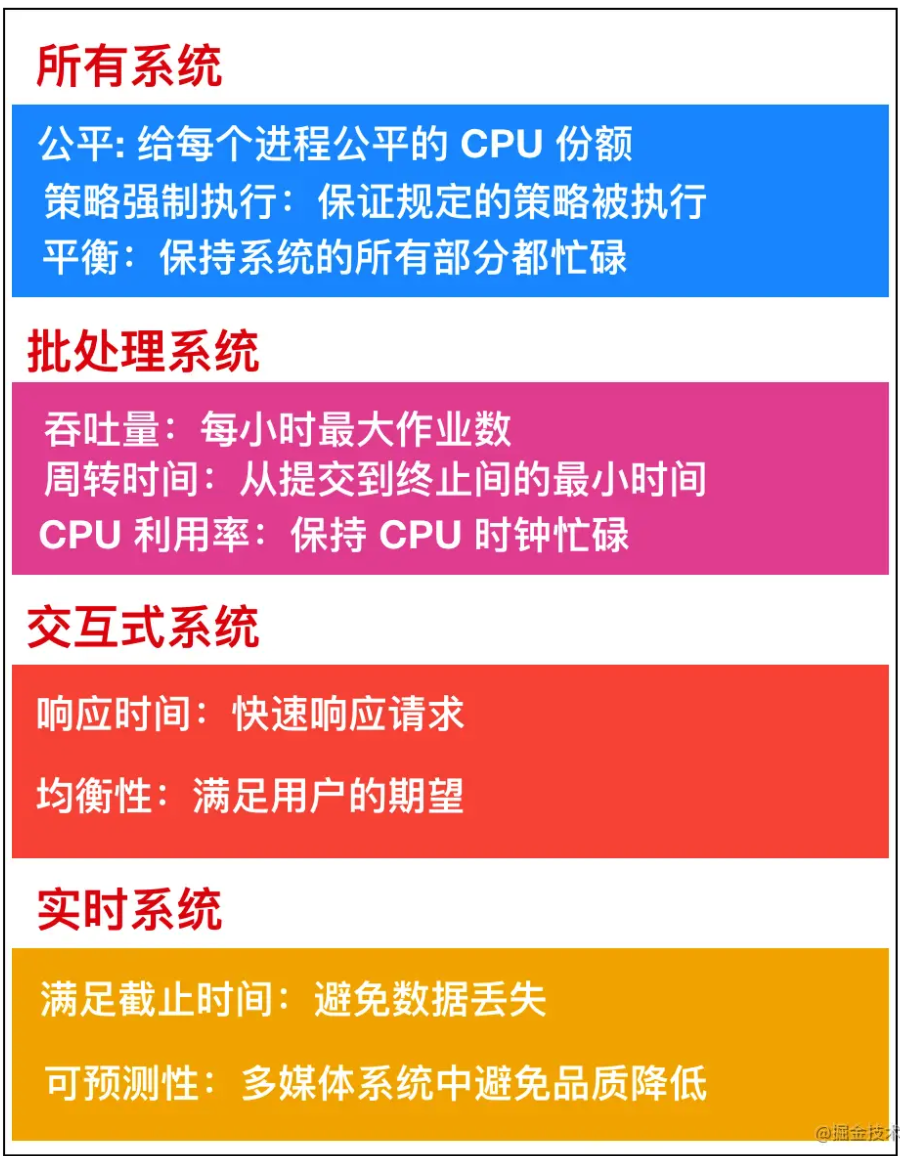 所有系统
公平: 给每个进程公平的 CPU 份额
策略强制执行：保证规定的策略被执行
平衡：保持系统的所有部分都忙碌
批处理系统
吞吐量：每小时最大作业数
周转时间：从提交到终止间的最小时间
CPU 利用率：保持 CPU 时钟忙碌
交互式系统
响应时间：快速响应请求
均衡性：满足用户的期望
实时系统
满足截止时间：避免数据丢失
可预测性：多媒体系统中避免品质降低
@掘金技术